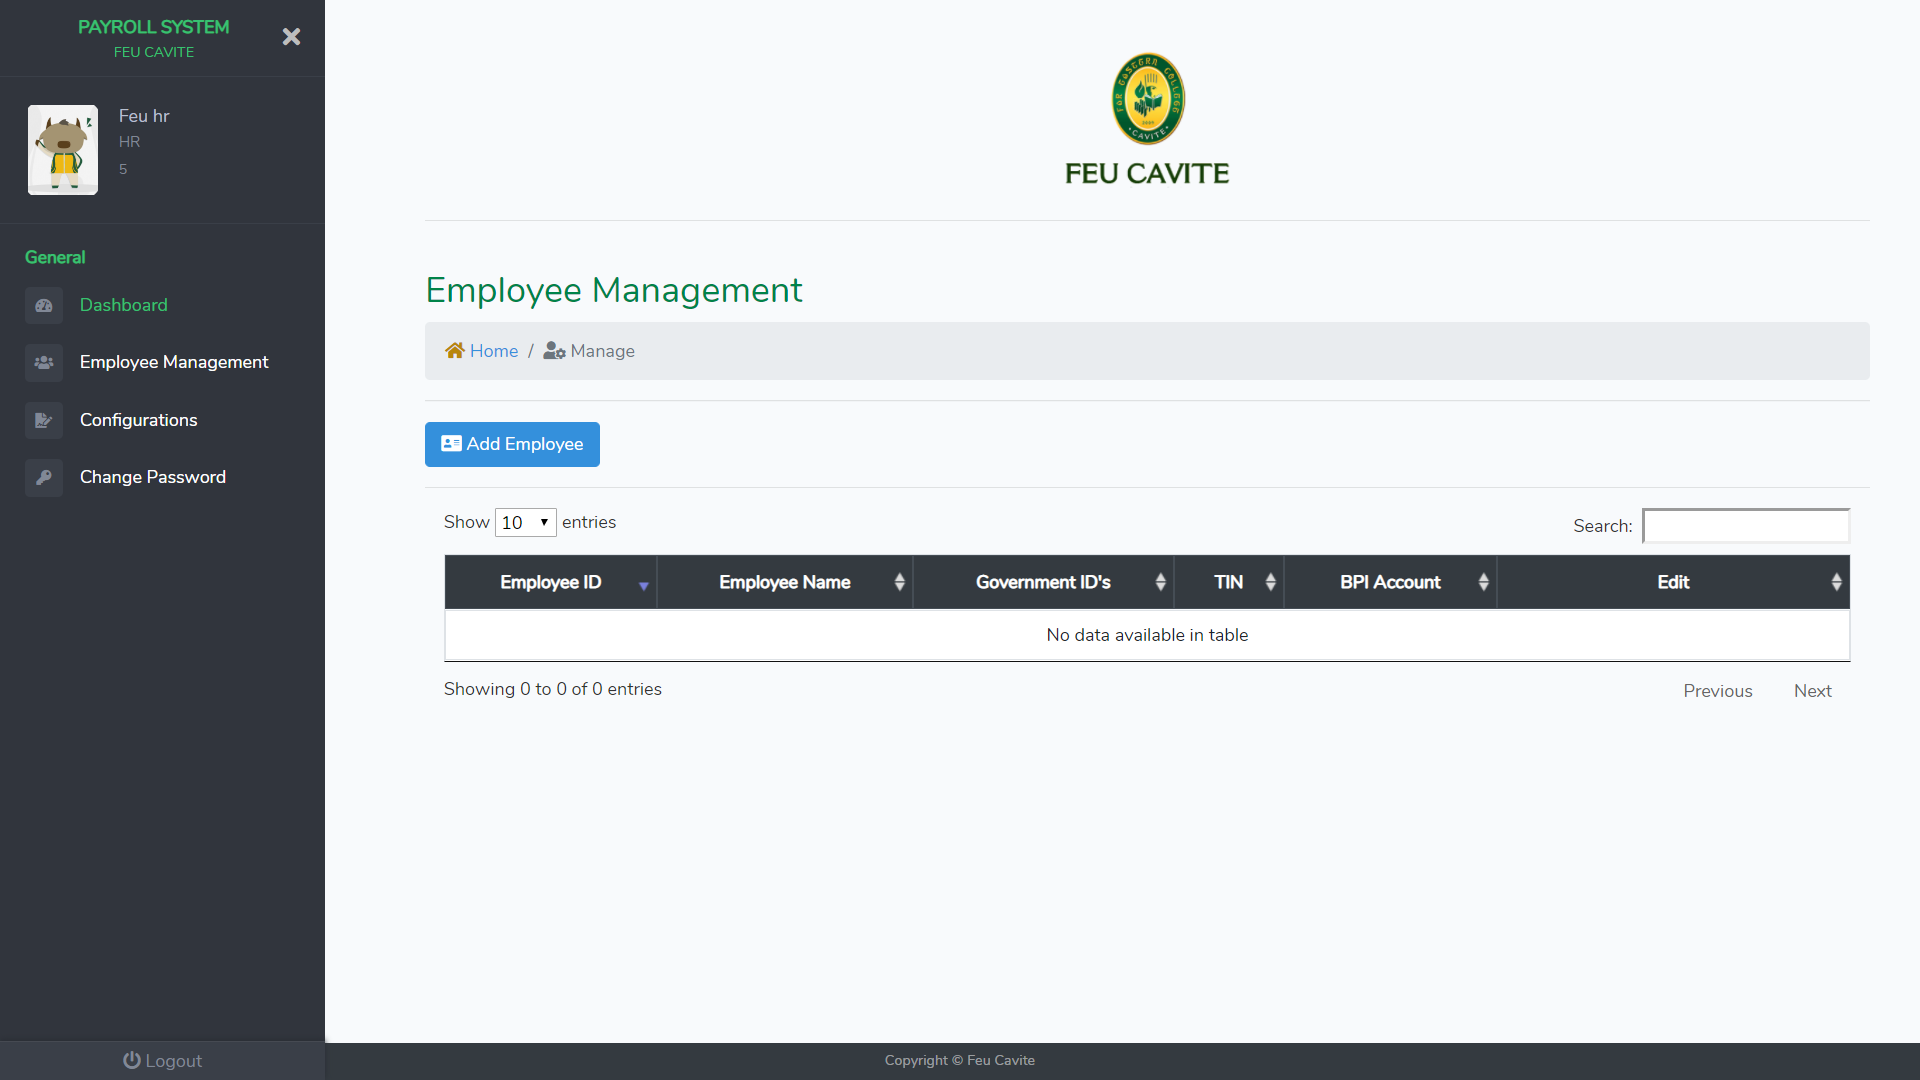 PAYROLL SYSTEM
FEU CAVITE
Feu hr
HR
5
General
Dashboard
Employee Management
Configurations
Change Password
Logout
CAVITE
FEU CAVITE
Employee Management
Home / Manage
Add Employee
Show 10 entries
Search:
Employee ID Employee Name Government ID's TIN BPI Account Edit
No data available in table
Showing 0 to 0 of 0 entries
Previous Next
Copyright © Feu Cavite